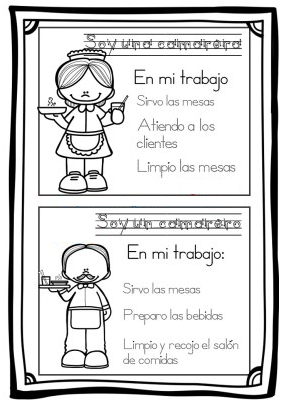 Soy una camarera
En mi trabajo
Sirvo las mesas
Atiendo a los
clientes
Limpio las mesas
Soy un camarero
En mi trabajo:
Sirvo las mesas
Preparo las bebidas
Limpio y recojo el salón
de comidas